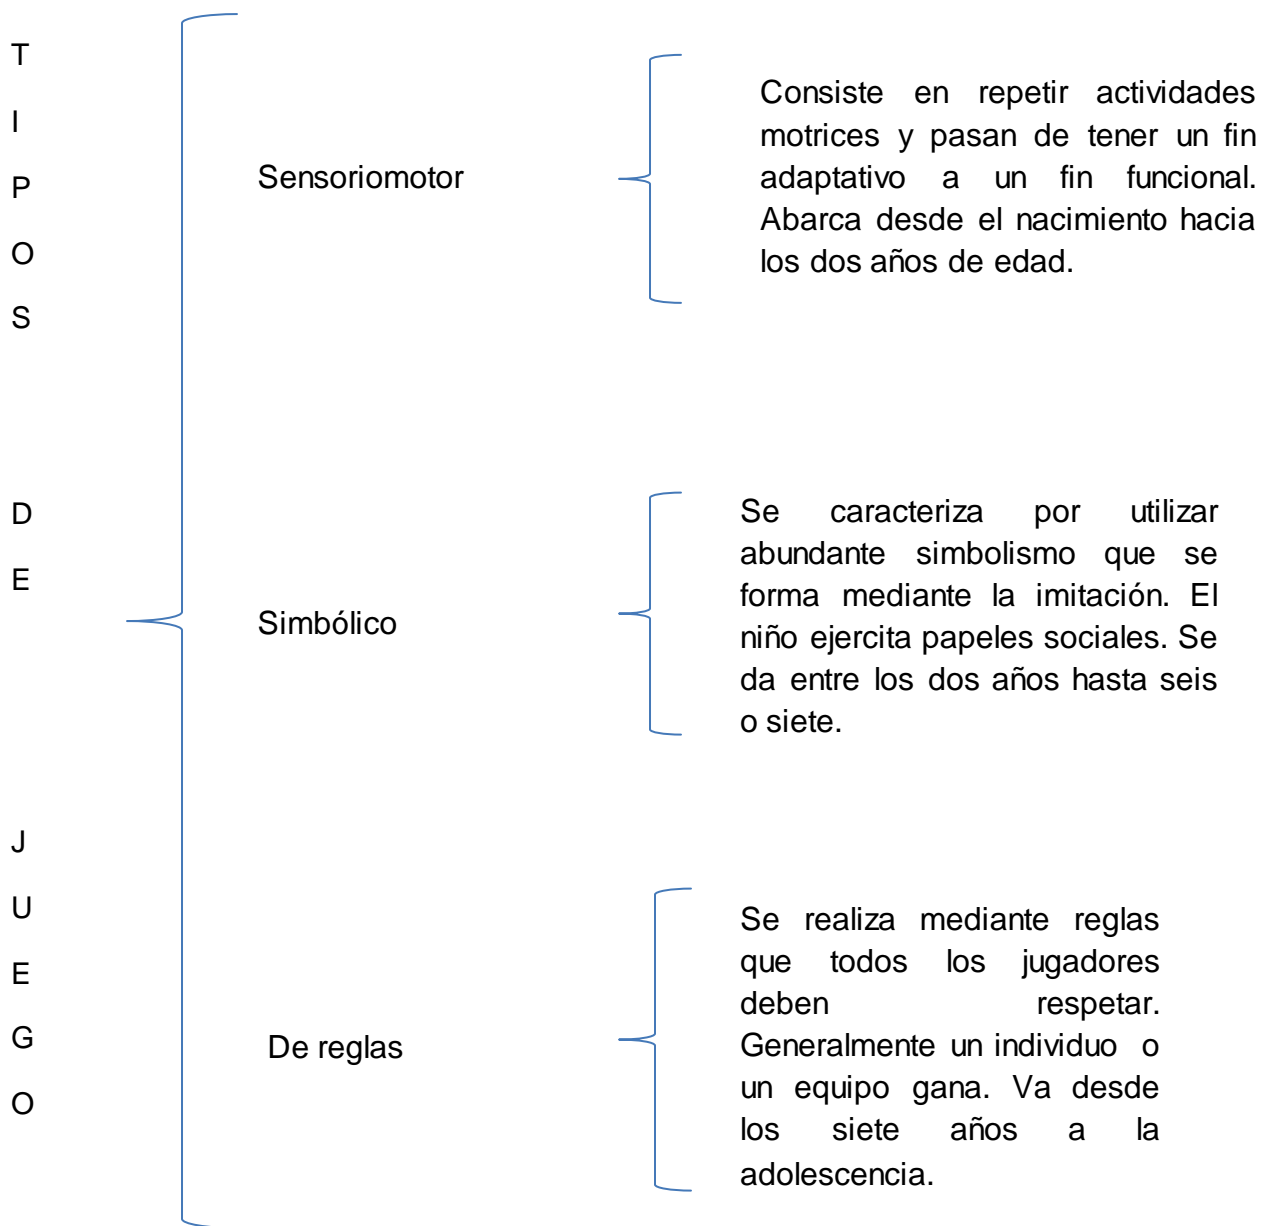 T
I
P
O
S
D
E
J
U
E
G
O
Sensoriomotor
Consiste en repetir actividades
motrices y pasan de tener un fin
adaptativo a un fin funcional.
Abarca desde el nacimiento hacia
los dos años de edad.
Simbólico
Se caracteriza por utilizar
abundante simbolismo que se
forma mediante la imitación. El
niño ejercita papeles sociales. Se
da entre los dos años hasta seis
o siete.
De reglas
Se realiza mediante reglas
que todos los jugadores
deben respetar.
Generalmente un individuo o
un equipo gana. Va desde
los siete años a la
adolescencia.